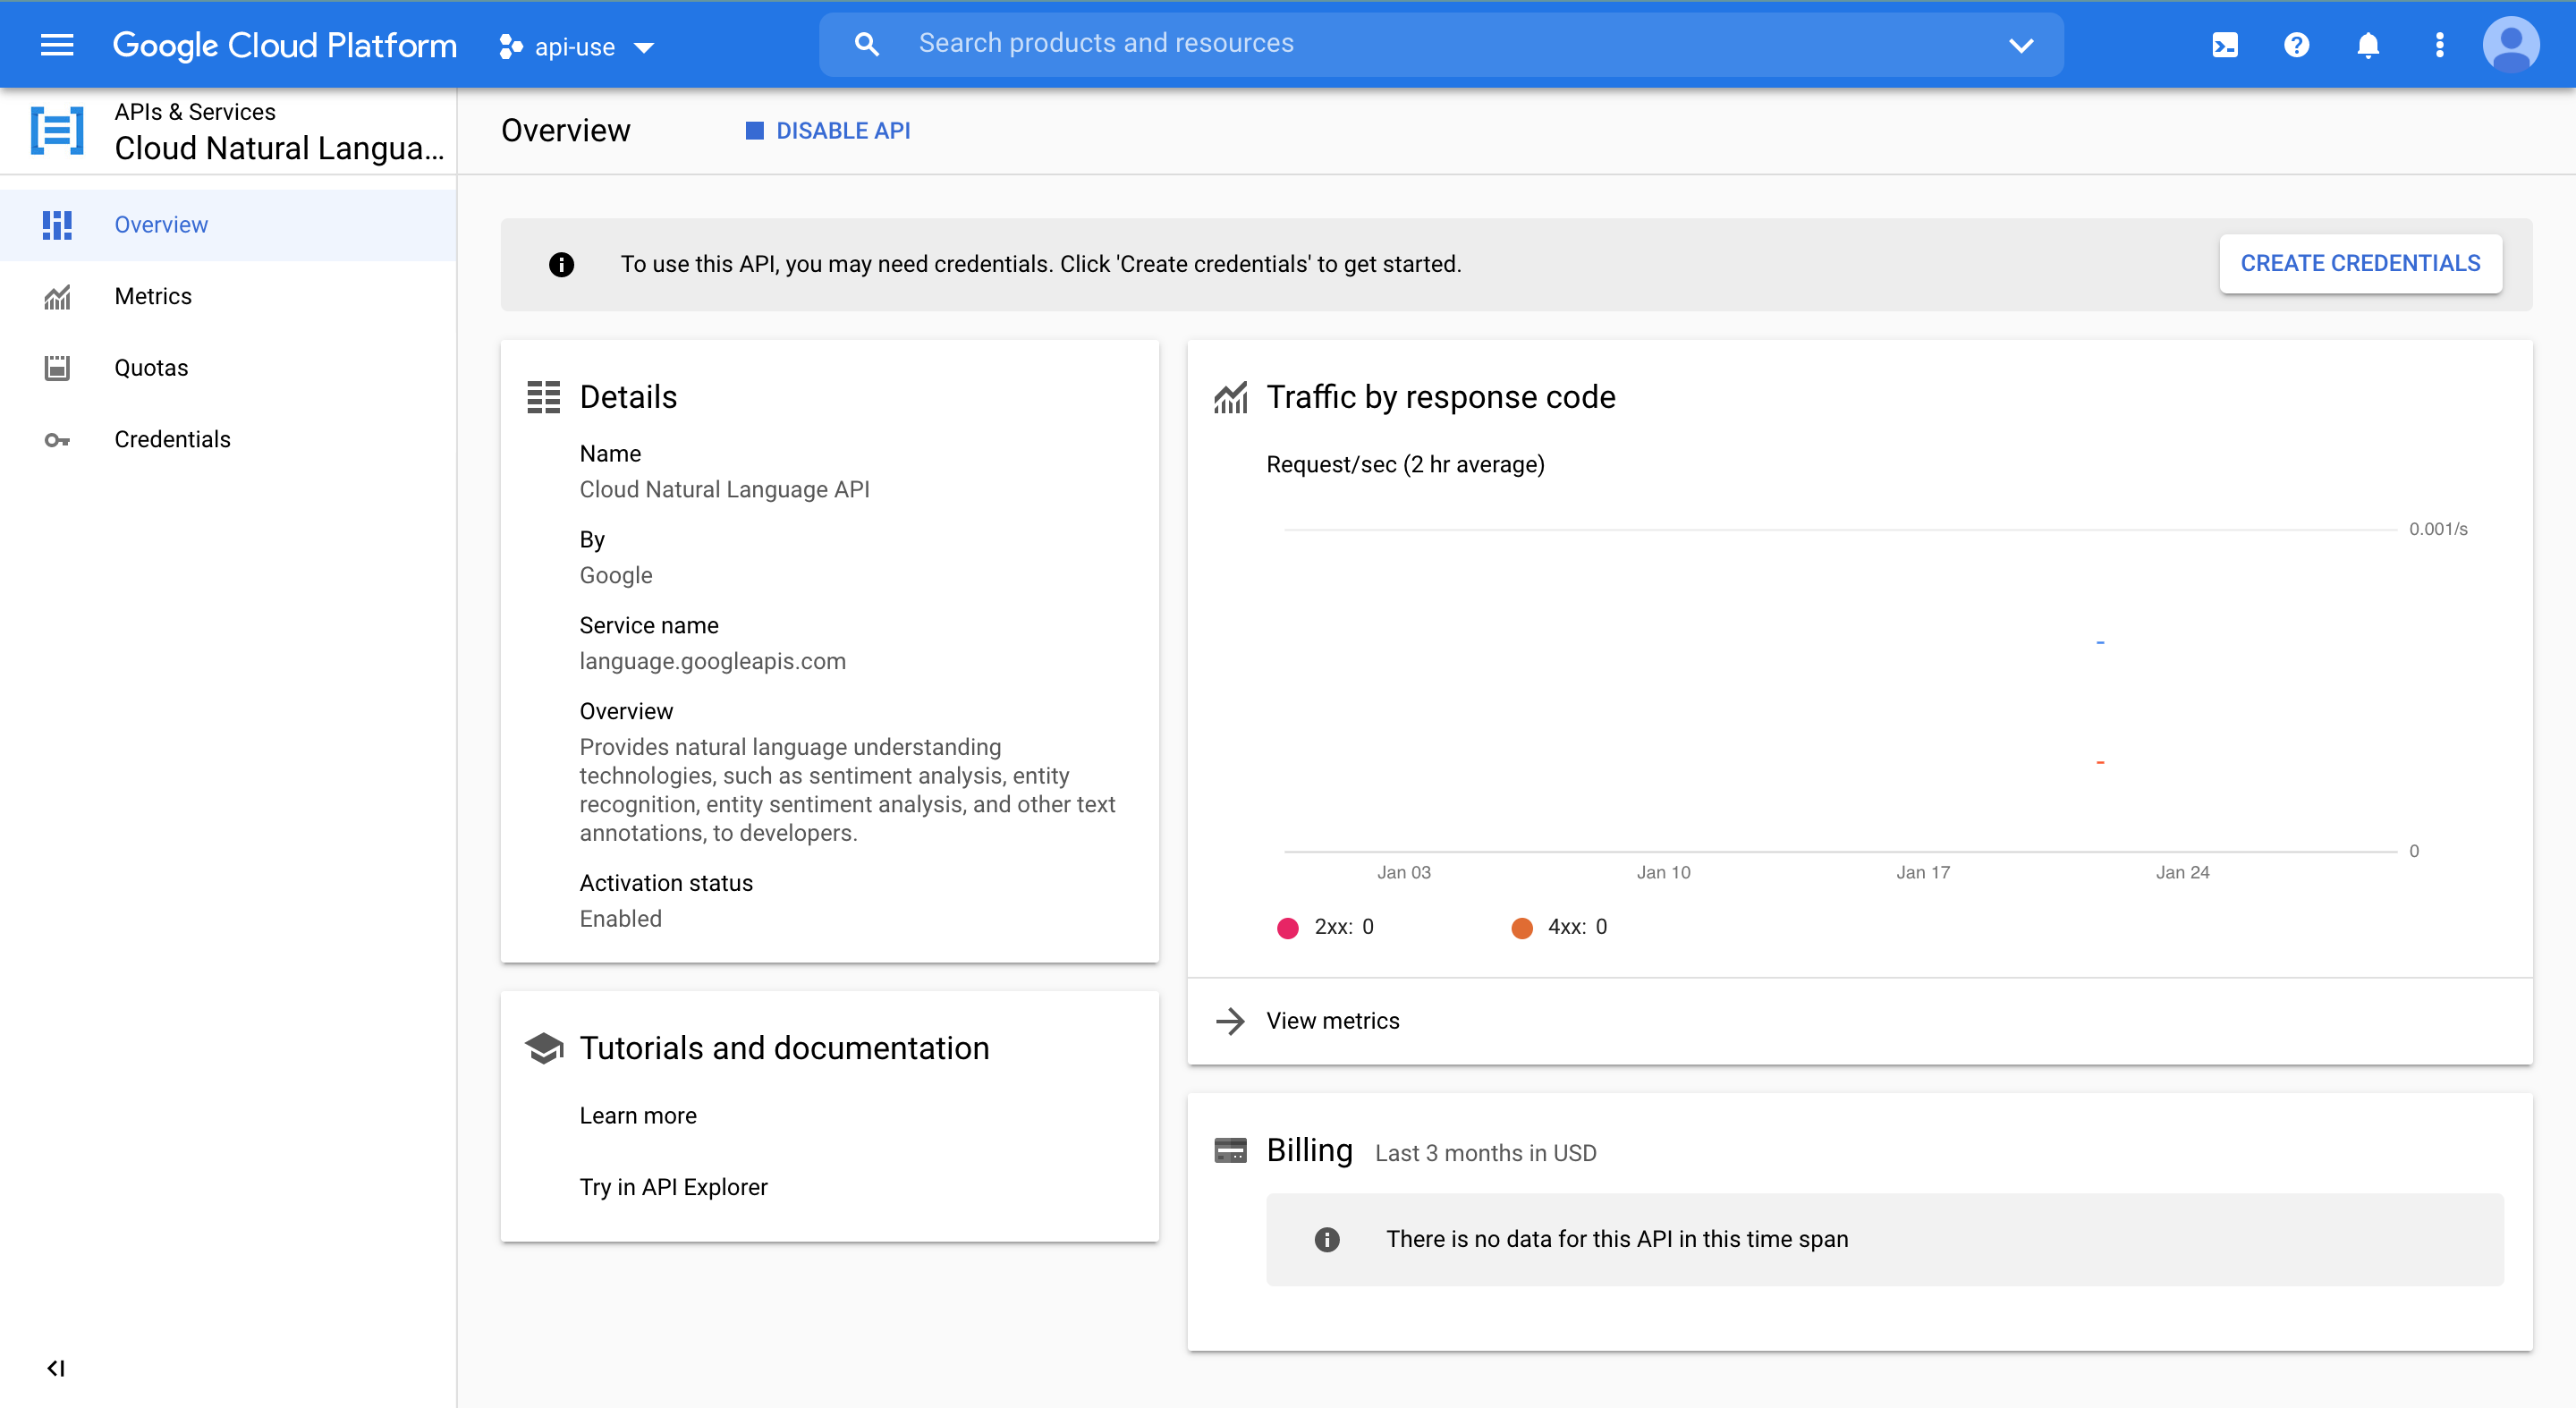 Google Cloud Platform
api-use
Search products and resources
APIs & Services
Cloud Natural Langua...
Overview
DISABLE API
Overview
Metrics
Quotas
Credentials
To use this API, you may need credentials. Click 'Create credentials' to get started.
CREATE CREDENTIALS
Details
Name
Cloud Natural Language API
By
Google
Service name
language.googleapis.com
Overview
Provides natural language understanding
technologies, such as sentiment analysis, entity
recognition, entity sentiment analysis, and other text
annotations, to developers.
Activation status
Enabled
Tutorials and documentation
Learn more
Try in API Explorer
Traffic by response code
Request/sec (2 hr average)
0.001/s
0
Jan 03 Jan 10 Jan 17 Jan 24
2xx: 0 4xx: 0
View metrics
Billing Last 3 months in USD
There is no data for this API in this time span